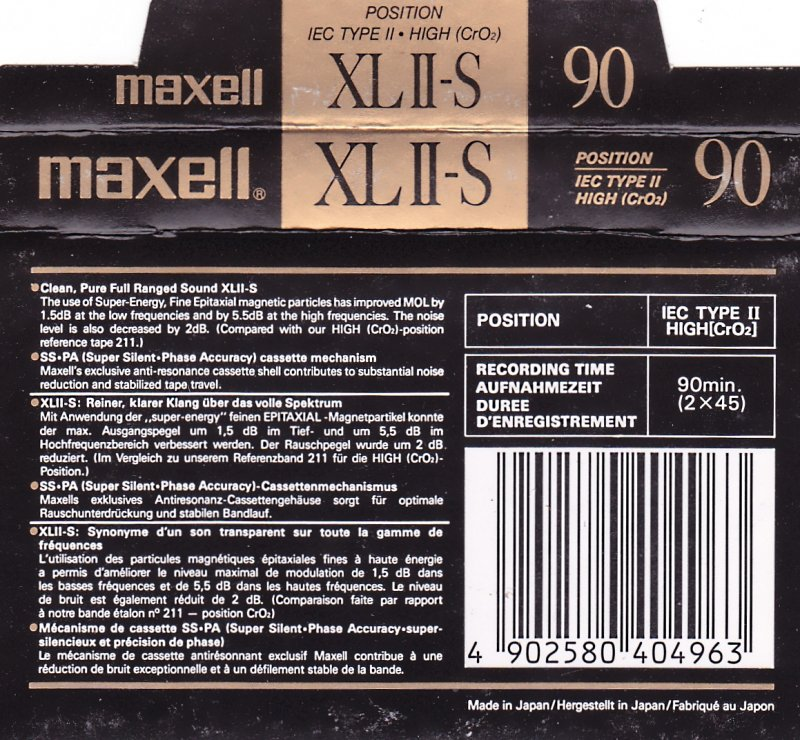 POSITION
IEC TYPE II • HIGH (CrO₂)
maxell XLII-S 90
maxell® XLII-S POSITION
IEC TYPE II
HIGH (CrO₂) 90
Clean, Pure Full Ranged Sound XLII-S
The use of Super-Energy, Fine Epitaxial magnetic particles has improved MOL by
1.5dB at the low frequencies and by 5.5dB at the high frequencies. The noise
level is also decreased by 2dB. (Compared with our HIGH (CrO₂)-position
reference tape 211.)
SS•PA (Super Silent•Phase Accuracy) cassette mechanism
Maxell's exclusive anti-resonance cassette shell contributes to substantial noise
reduction and stabilized tape travel.
XLII-S: Reiner, klarer Klang über das volle Spektrum
Mit Anwendung der „super-energy" feinen EPITAXIAL -Magnetpartikel konnte
der max. Ausgangspegel um 1,5 dB im Tief- und um 5,5 dB im
Hochfrequenzbereich verbessert werden. Der Rauschpegel wurde um 2 dB
reduziert. (Im Vergleich zu unserem Referenzband 211 für die HIGH (CrO₂)-
Position.)
SS•PA (Super Silent•Phase Accuracy)-Cassettenmechanismus
Maxells exklusives Antiresonanz-Cassettengehäuse sorgt für optimale
Rauschunterdrückung und stabilen Bandlauf.
XLII-S: Synonyme d'un son transparent sur toute la gamme de
fréquences
L'utilisation des particules magnétiques épitaxiales fines à haute énergie
a permis d'améliorer le niveau maximal de modulation de 1,5 dB dans
les basses fréquences et de 5,5 dB dans les hautes fréquences. Le niveau
de bruit est également réduit de 2 dB. (Comparaison faite par rapport
à notre bande étalon n° 211 — position CrO₂)
Mécanisme de cassette SS•PA (Super Silent•Phase Accuracy•super-
silencieux et précision de phase)
Le mécanisme de cassette antirésonnant exclusif Maxell contribue à une
réduction de bruit exceptionnelle et à un défilement stable de la bande.
POSITION IEC TYPE II
HIGH[CrO₂]
RECORDING TIME
AUFNAHMEZEIT
DUREE
D'ENREGISTREMENT
90min.
(2×45)
4 902580 404963
Made in Japan/Hergestellt in Japan/Fabriqué au Japon